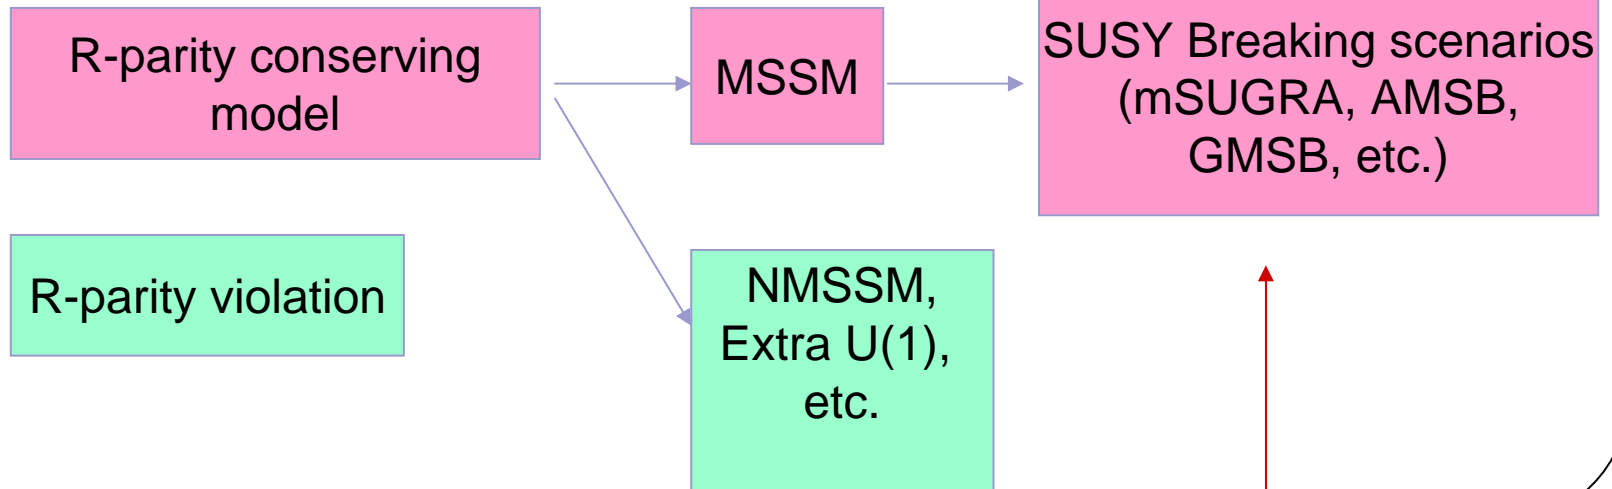 R-parity conserving
model
MSSM
SUSY Breaking scenarios
(mSUGRA, AMSB,
GMSB, etc.)
R-parity violation
NMSSM,
Extra U(1),
etc.